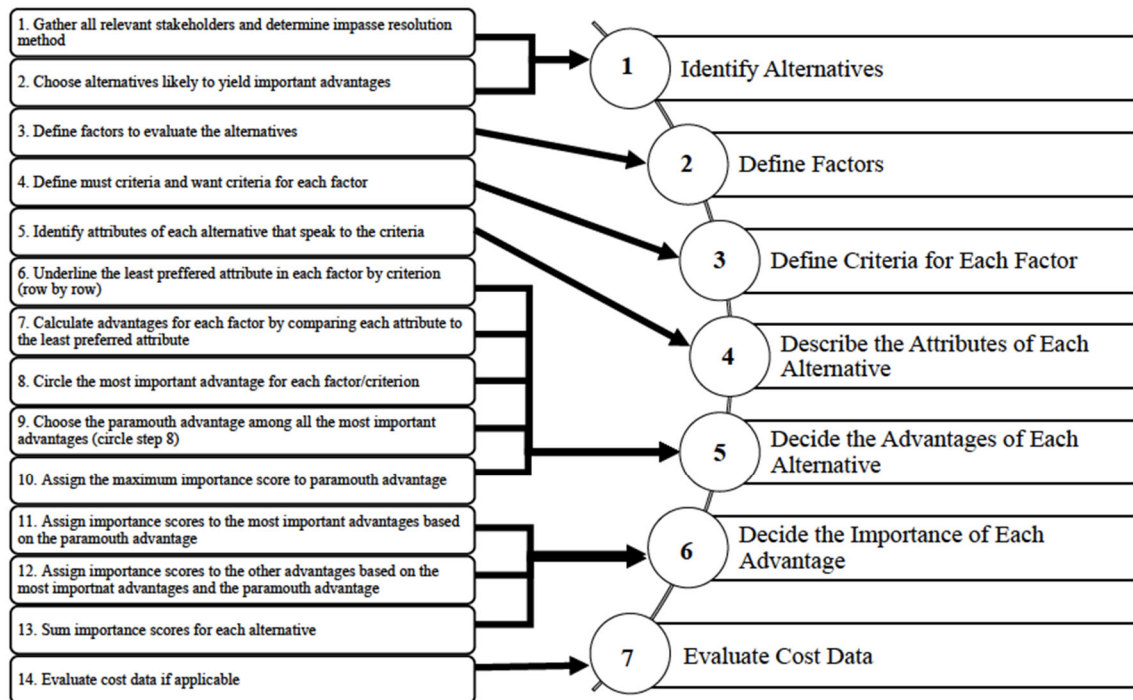 1. Gather all relevant stakeholders and determine impasse resolution
method
2. Choose alternatives likely to yield important advantages
3. Define factors to evaluate the alternatives
4. Define must criteria and want criteria for each factor
5. Identify attributes of each alternative that speak to the criteria
6. Underline the least preffered attribute in each factor by criterion
(row by row)
7. Calculate advantages for each factor by comparing each attribute to
the least preferred attribute
8. Circle the most important advantage for each factor/criterion
9. Choose the paramouth advantage among all the most important
advantages (circle step 8)
10. Assign the maximum importance score to paramouth advantage
11. Assign importance scores to the most important advantages based
on the paramouth advantage
12. Assign importance scores to the other advantages based on the
most importnat advantages and the paramouth advantage
13. Sum importance scores for each alternative
14. Evaluate cost data if applicable
1
Identify Alternatives
2
Define Factors
3
Define Criteria for Each Factor
4
Describe the Attributes of Each
Alternative
5
Decide the Advantages of Each
Alternative
6
Decide the Importance of Each
Advantage
7
Evaluate Cost Data